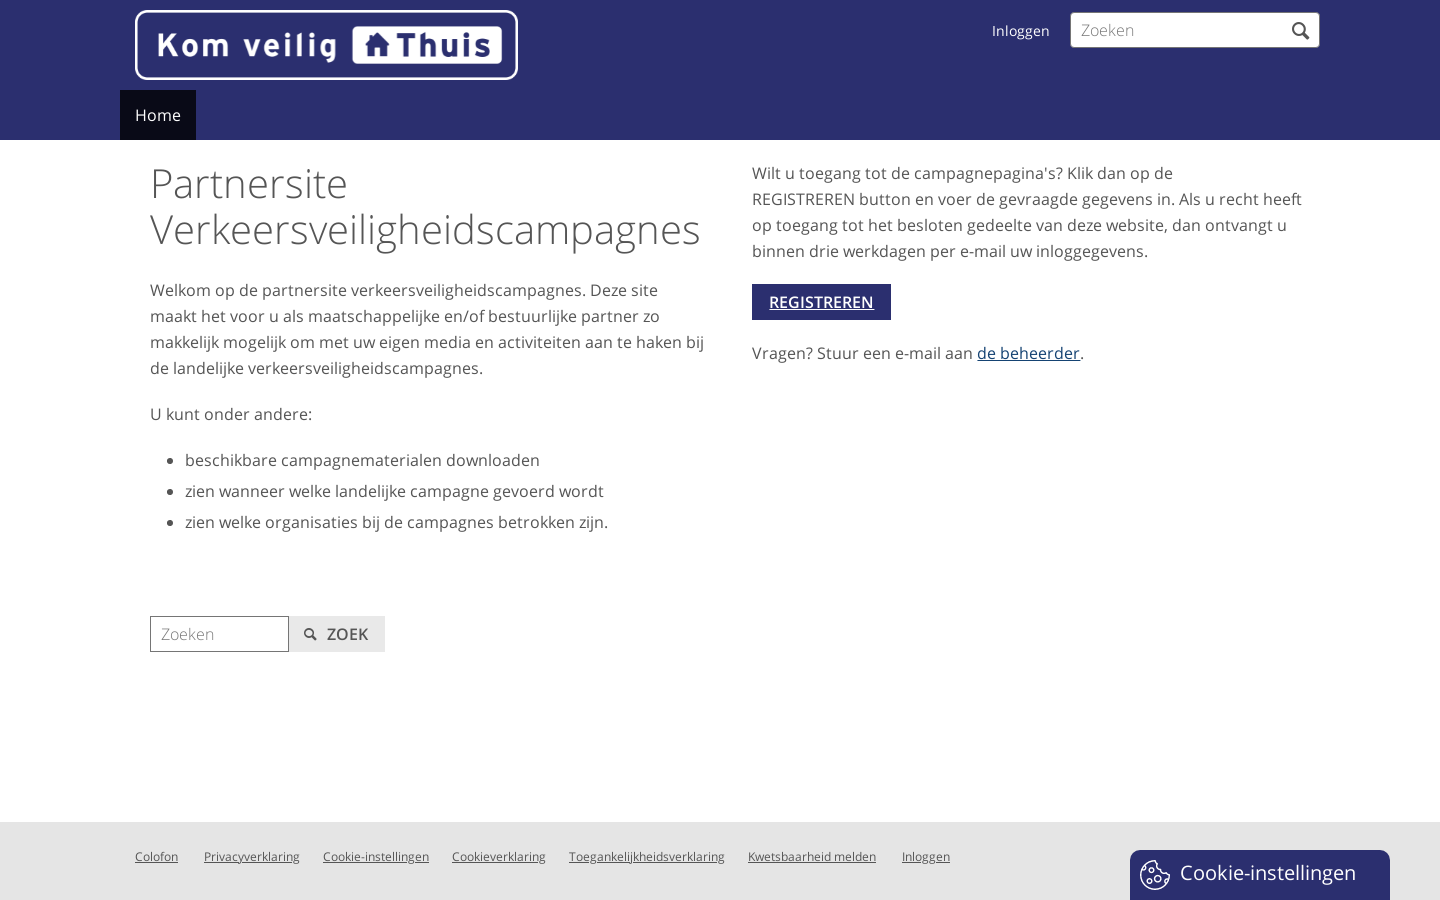 Kom veilig Thuis
Inloggen
Zoeken
Home
Partnersite
Verkeersveiligheidscampagnes
Welkom op de partnersite verkeersveiligheidscampagnes. Deze site
maakt het voor u als maatschappelijke en/of bestuurlijke partner zo
makkelijk mogelijk om met uw eigen media en activiteiten aan te haken bij
de landelijke verkeersveiligheidscampagnes.
U kunt onder andere:
beschikbare campagnematerialen downloaden
zien wanneer welke landelijke campagne gevoerd wordt
zien welke organisaties bij de campagnes betrokken zijn.
Zoeken
ZOEK
Wilt u toegang tot de campagnepagina's? Klik dan op de
REGISTREREN button en voer de gevraagde gegevens in. Als u recht heeft
op toegang tot het besloten gedeelte van deze website, dan ontvangt u
binnen drie werkdagen per e-mail uw inloggegevens.
REGISTREREN
Vragen? Stuur een e-mail aan de beheerder.
Colofon Privacyverklaring Cookie-instellingen Cookieverklaring Toegankelijkheidsverklaring Kwetsbaarheid melden Inloggen
Cookie-instellingen